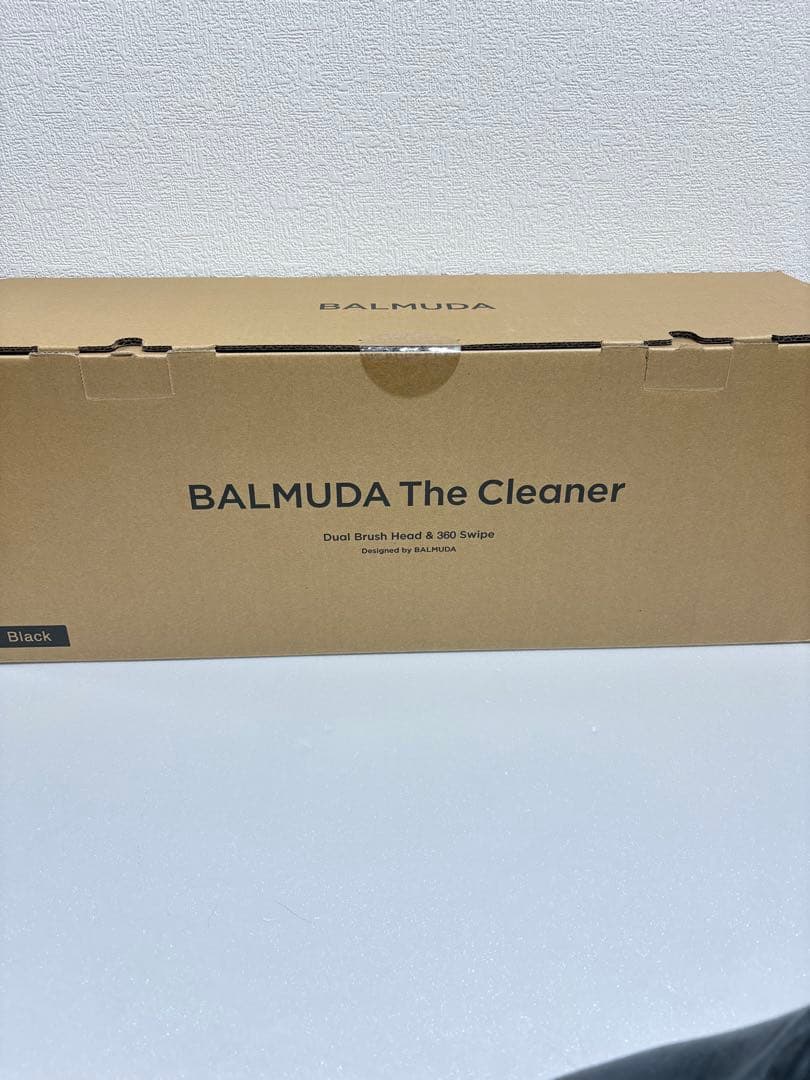 BALMUDA
BALMUDA The Cleaner
Dual Brush Head & 360 Swipe
Designed by BALMUDA
Black